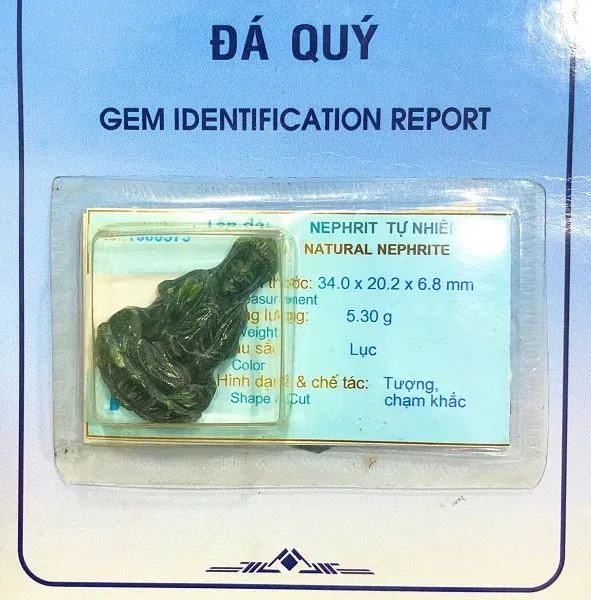 ĐÁ QUÝ
GEM IDENTIFICATION REPORT
NEPHRIT TỰ NHIÊN
NATURAL NEPHRITE
thước: 34.0 x 20.2 x 6.8 mm
5.30 g
Weight
Lục
Color
Hình dạng & chế tác: Tượng,
Shape & Cut chạm khắc